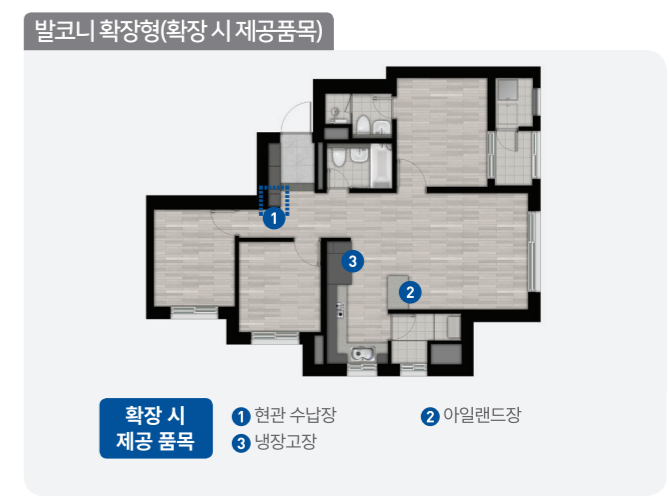 발코니 확장형(확장 시 제공품목)
1
3
2
확장 시
제공 품목
1 현관 수납장
2 아일랜드장
3 냉장고장